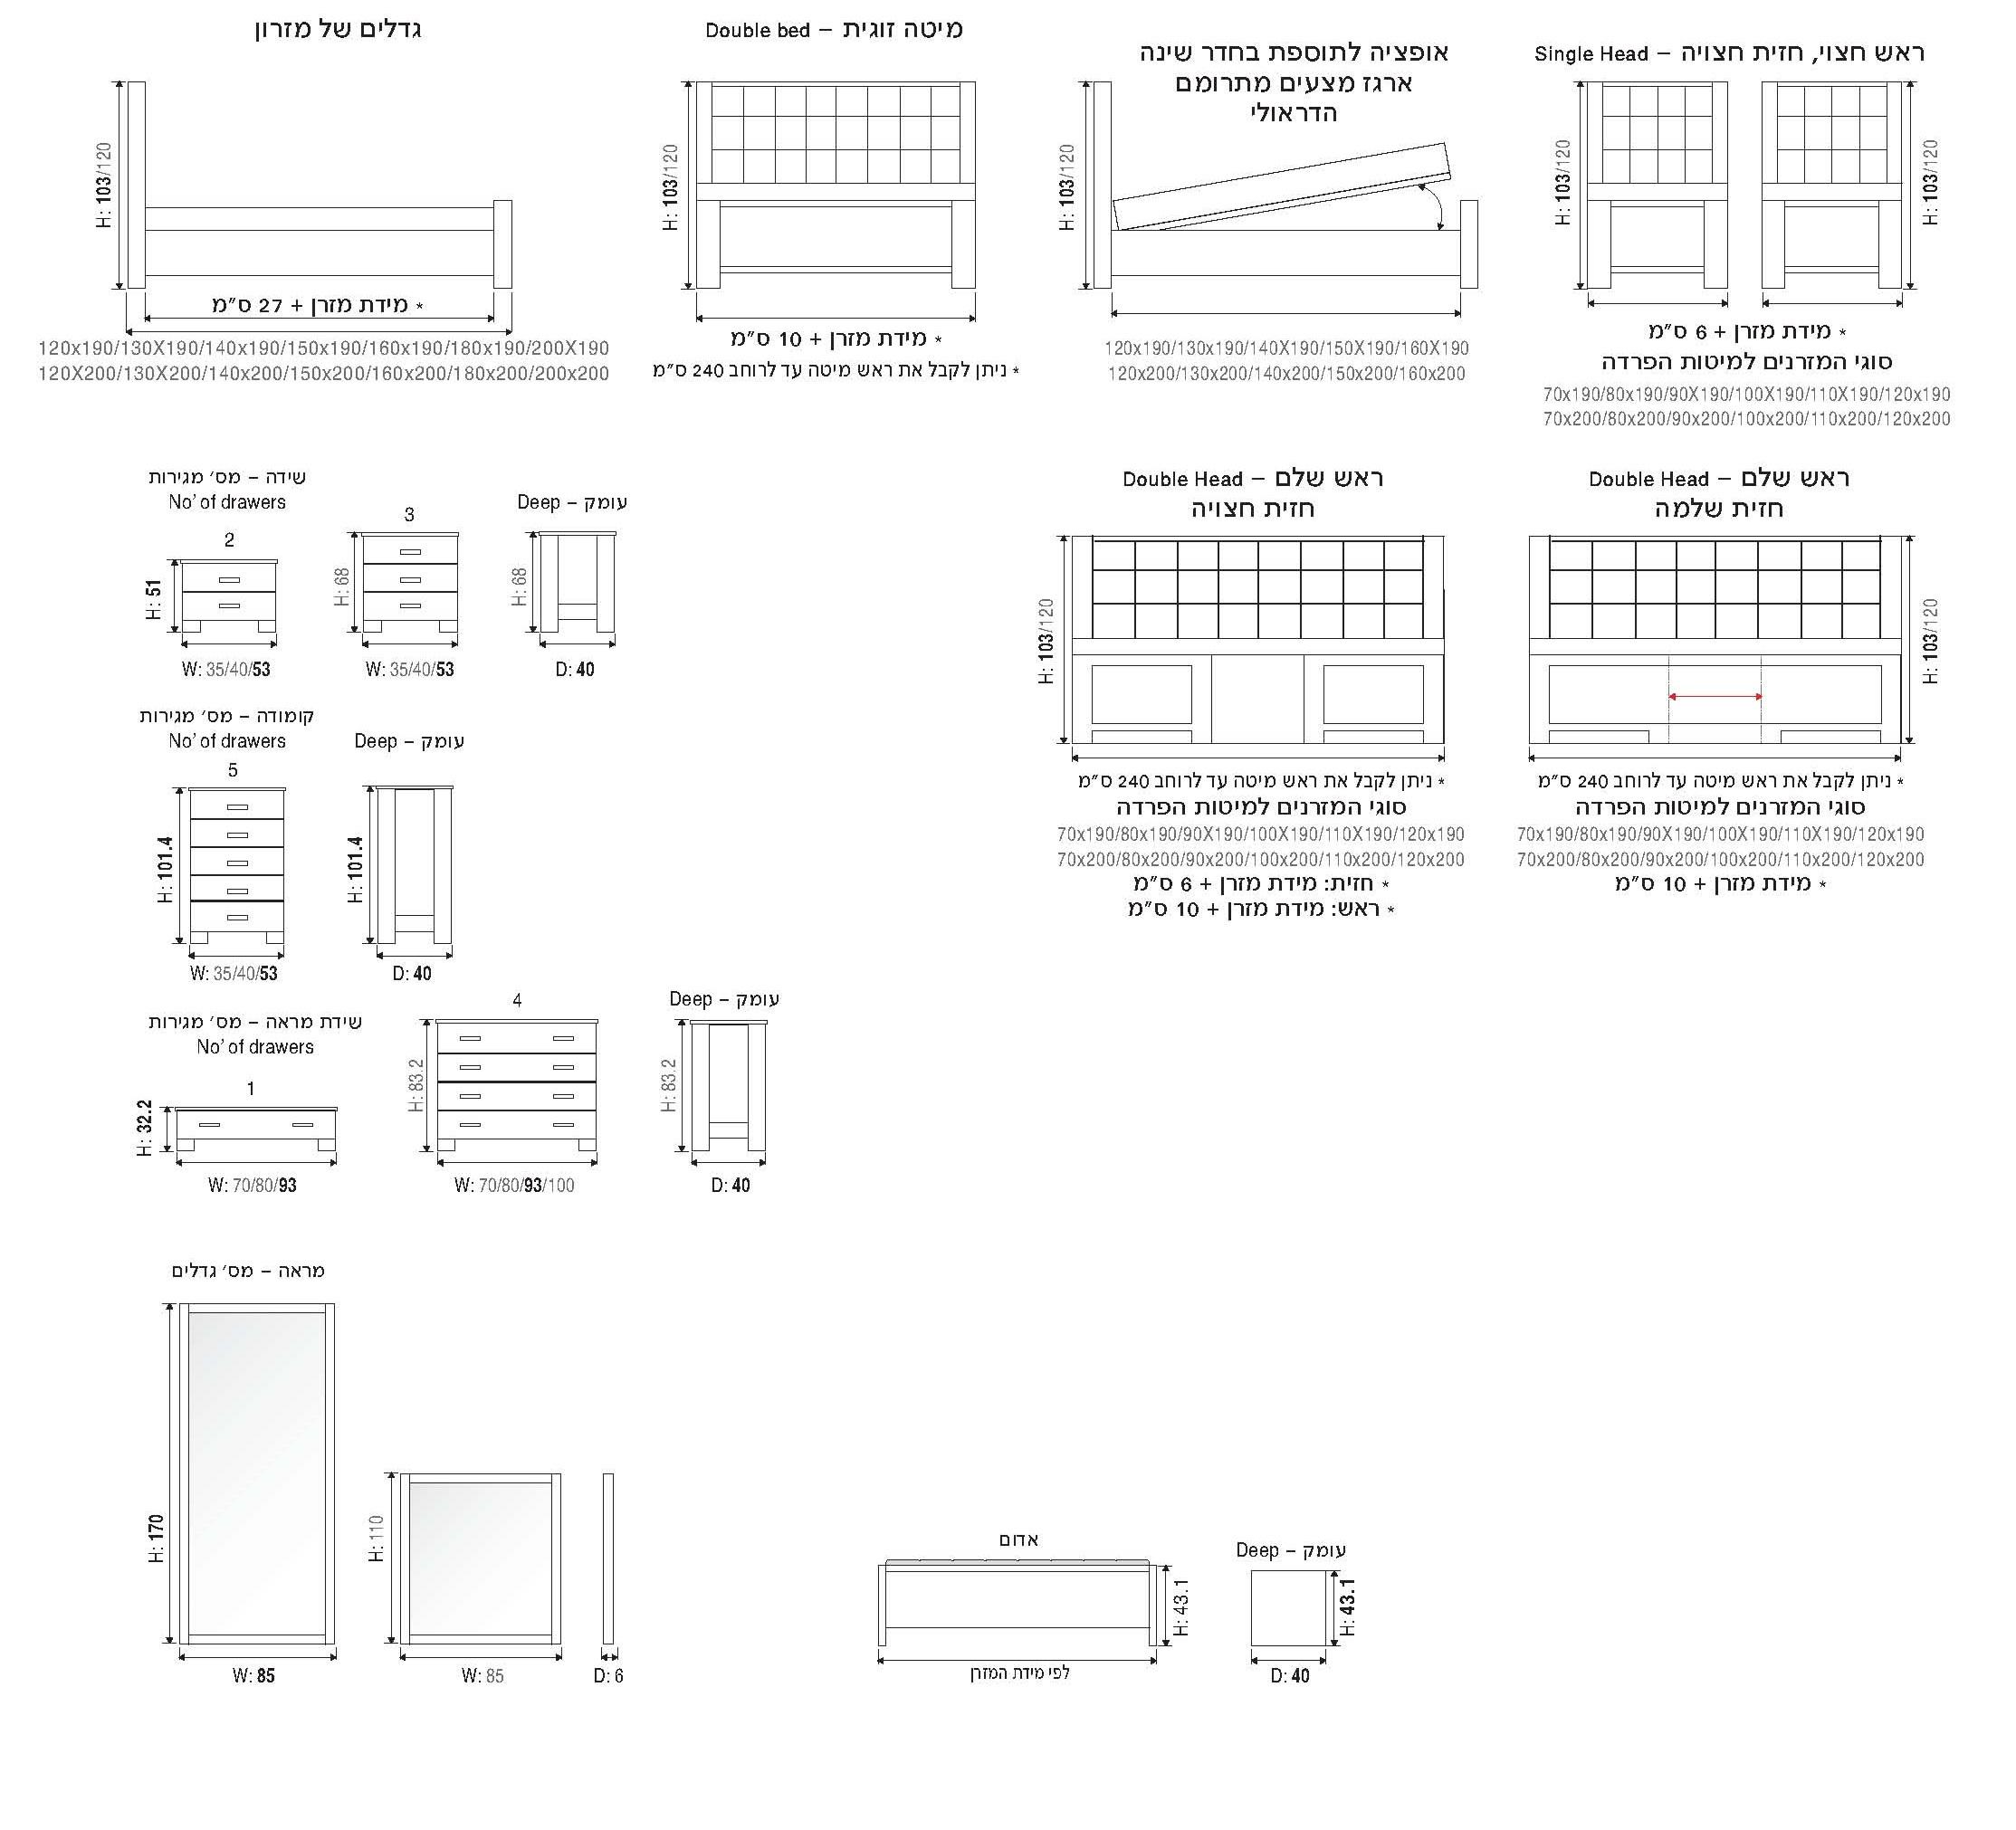 גדלים של מזרון
H: 103/120
* מידת מזרן + 27 ס"מ
120x190/130X190/140x190/150x190/160x190/180x190/200X190
120X200/130X200/140x200/150x200/160x200/180x200/200x200
מיטה זוגית – Double bed
H: 103/120
* מידת מזרן + 10 ס"מ
* ניתן לקבל את ראש מיטה עד לרוחב 240 ס"מ
אופציה לתוספת בחדר שינה
ארגז מצעים מתרומם
הדראולי
H: 103/120
120x190/130x190/140X190/150X190/160X190
120x200/130x200/140x200/150x200/160x200
ראש חצוי, חזית חצויה – Single Head
H: 103/120
H: 103/120
* מידת מזרן + 6 ס"מ
סוגי המזרנים למיטות הפרדה
70x190/80x190/90X190/100X190/110X190/120x190
70x200/80x200/90x200/100x200/110x200/120x200
שידה – מס' מגירות
No' of drawers
2
H: 51
W: 35/40/53
3
H: 68
W: 35/40/53
עומק – Deep
H: 68
D: 40
ראש שלם – Double Head
חזית חצויה
H: 103/120
* ניתן לקבל את ראש מיטה עד לרוחב 240 ס"מ
סוגי המזרנים למיטות הפרדה
70x190/80x190/90X190/100X190/110X190/120x190
70x200/80x200/90x200/100x200/110x200/120x200
* חזית: מידת מזרן + 6 ס"מ
* ראש: מידת מזרן + 10 ס"מ
ראש שלם – Double Head
חזית שלמה
H: 103/120
* ניתן לקבל את ראש מיטה עד לרוחב 240 ס"מ
סוגי המזרנים למיטות הפרדה
70x190/80x190/90X190/100X190/110X190/120x190
70x200/80x200/90x200/100x200/110x200/120x200
* מידת מזרן + 10 ס"מ
קומודה – מס' מגירות
No' of drawers
5
H: 101.4
W: 35/40/53
עומק – Deep
H: 101.4
D: 40
שידת מראה – מס' מגירות
No' of drawers
1
H: 32.2
W: 70/80/93
4
H: 83.2
W: 70/80/93/100
עומק – Deep
H: 83.2
D: 40
מראה – מס' גדלים
H: 170
W: 85
H: 110
W: 85
D: 6
אדום
H: 43.1
לפי מידת המזרן
עומק – Deep
H: 43.1
D: 40